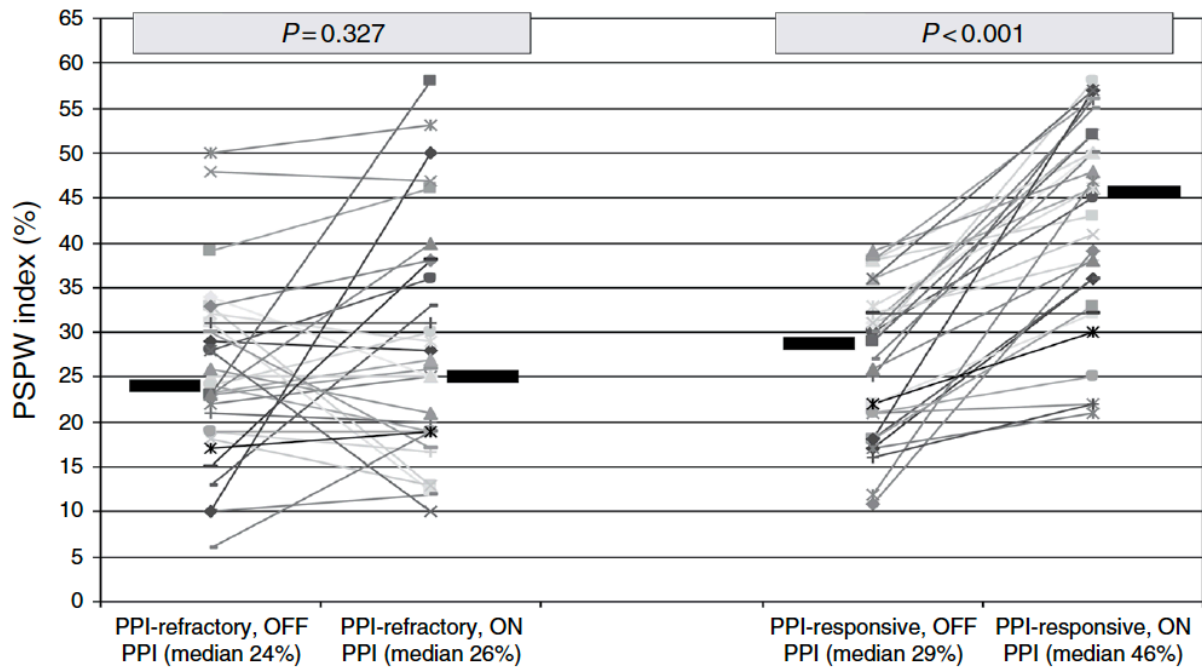 P=0.327
P<0.001
PSPW index (%)
65
60
55
50
45
40
35
30
25
20
15
10
5
0
PPI-refractory, OFF
PPI (median 24%)
PPI-refractory, ON
PPI (median 26%)
PPI-responsive, OFF
PPI (median 29%)
PPI-responsive, ON
PPI (median 46%)